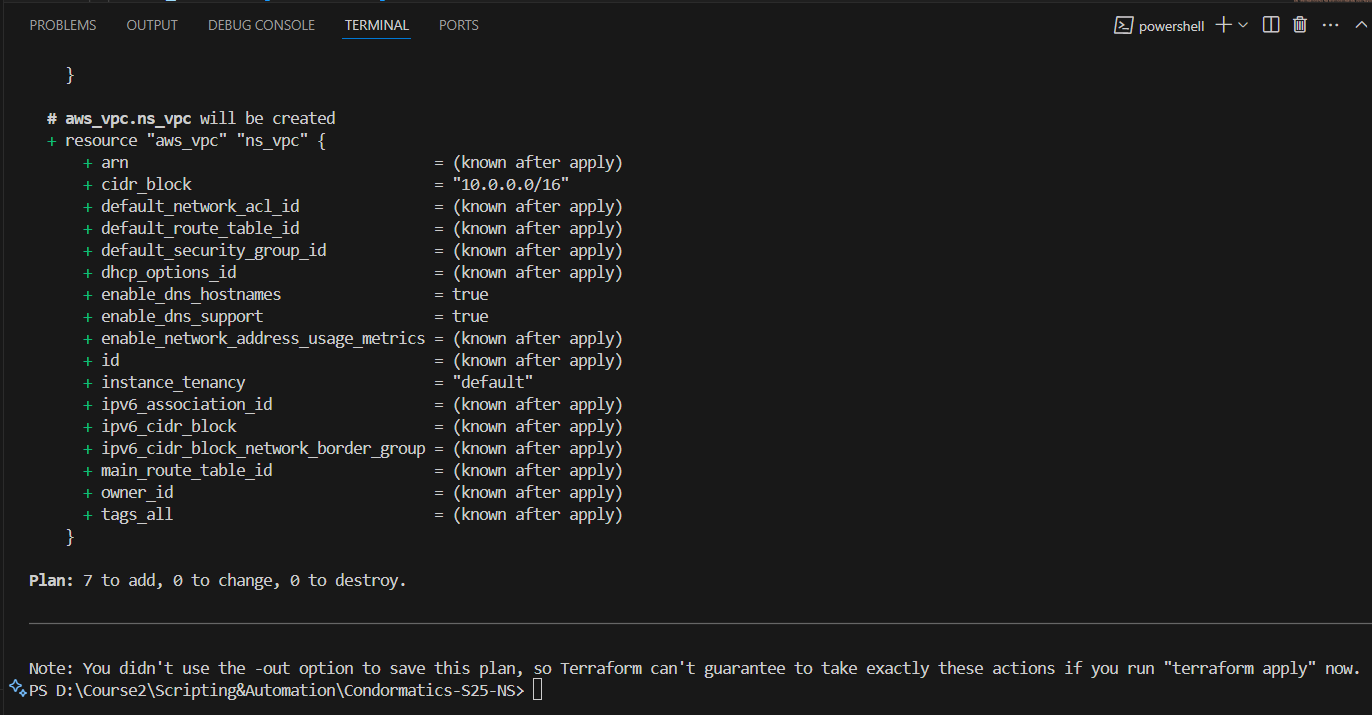 PROBLEMS OUTPUT DEBUG CONSOLE TERMINAL PORTS powershell
}
# aws_vpc.ns_vpc will be created
+ resource "aws_vpc" "ns_vpc" {
+ arn = (known after apply)
+ cidr_block = "10.0.0.0/16"
+ default_network_acl_id = (known after apply)
+ default_route_table_id = (known after apply)
+ default_security_group_id = (known after apply)
+ dhcp_options_id = (known after apply)
+ enable_dns_hostnames = true
+ enable_dns_support = true
+ enable_network_address_usage_metrics = (known after apply)
+ id = (known after apply)
+ instance_tenancy = "default"
+ ipv6_association_id = (known after apply)
+ ipv6_cidr_block = (known after apply)
+ ipv6_cidr_block_network_border_group = (known after apply)
+ main_route_table_id = (known after apply)
+ owner_id = (known after apply)
+ tags_all = (known after apply)
}
Plan: 7 to add, 0 to change, 0 to destroy.
Note: You didn't use the -out option to save this plan, so Terraform can't guarantee to take exactly these actions if you run "terraform apply" now.
PS D:\Course2\Scripting&Automation\Condormatics-S25-NS>